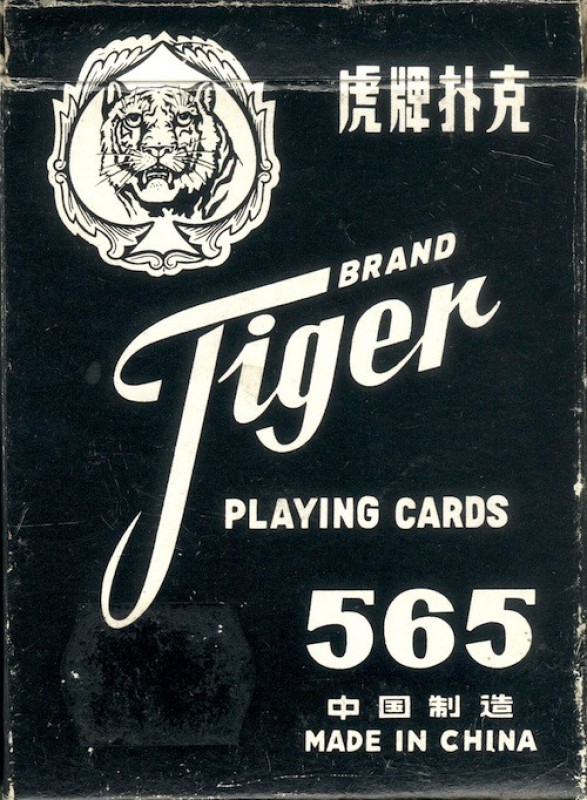 虎牌扑克
BRAND
Tiger
PLAYING CARDS
565
中国制造
MADE IN CHINA